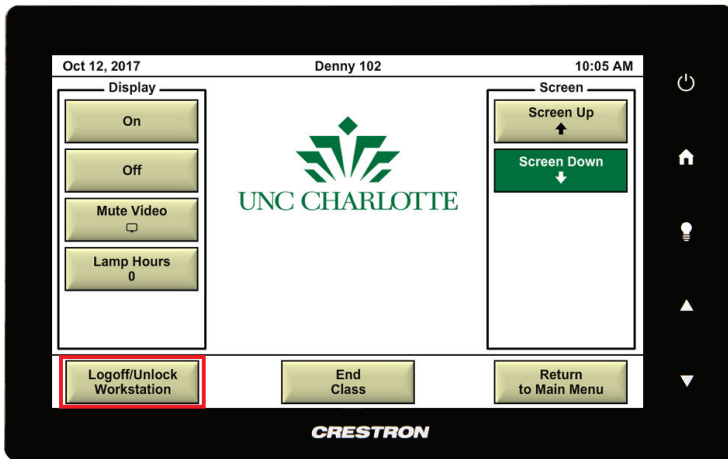 Oct 12, 2017 Denny 102 10:05 AM
Display
On
Off
Mute Video
Lamp Hours
0
UNC CHARLOTTE
Screen
Screen Up
Screen Down
Logoff/Unlock
Workstation
End
Class
Return
to Main Menu
CRESTRON